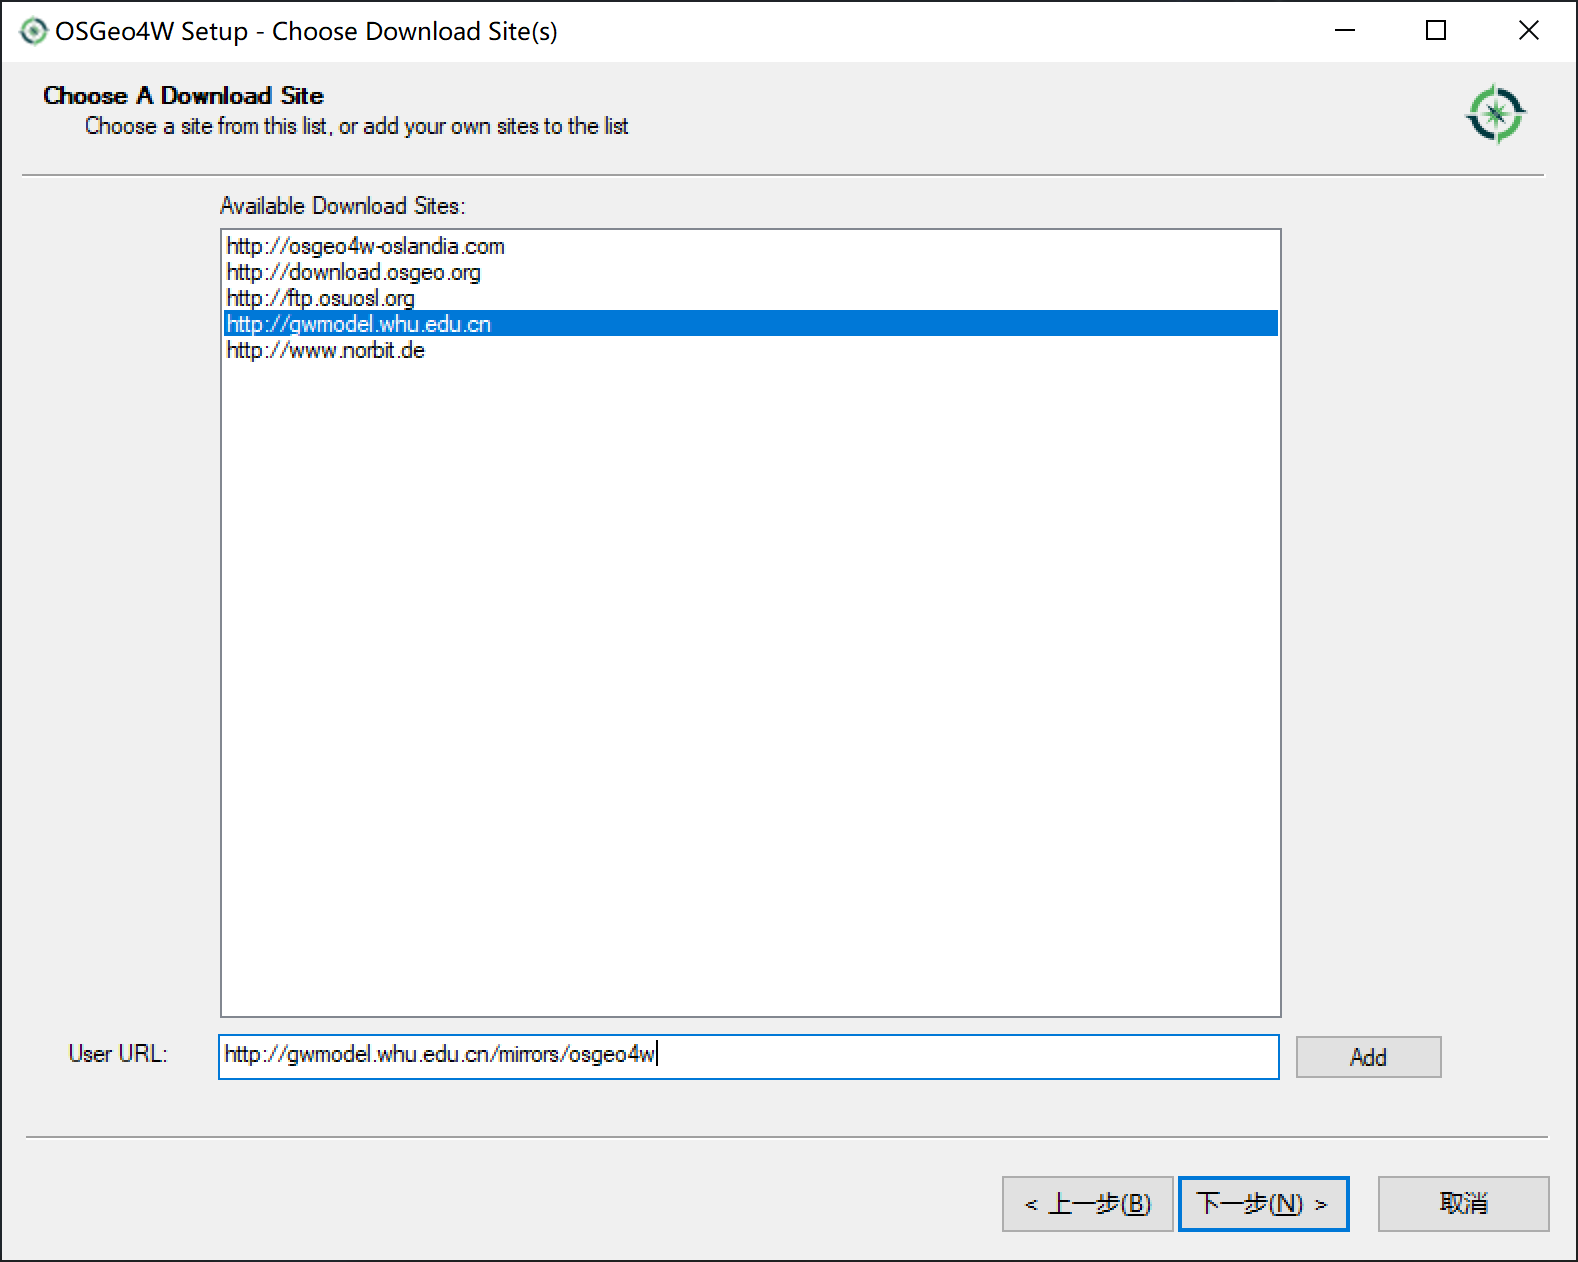 OSGeo4W Setup - Choose Download Site(s)
Choose A Download Site
Choose a site from this list, or add your own sites to the list
Available Download Sites:
http://osgeo4w-oslandia.com
http://download.osgeo.org
http://ftp.osuosl.org
http://gwmodel.whu.edu.cn
http://www.norbit.de
User URL: http://gwmodel.whu.edu.cn/mirrors/osgeo4w Add
< 上一步(B) 下一步(N) > 取消